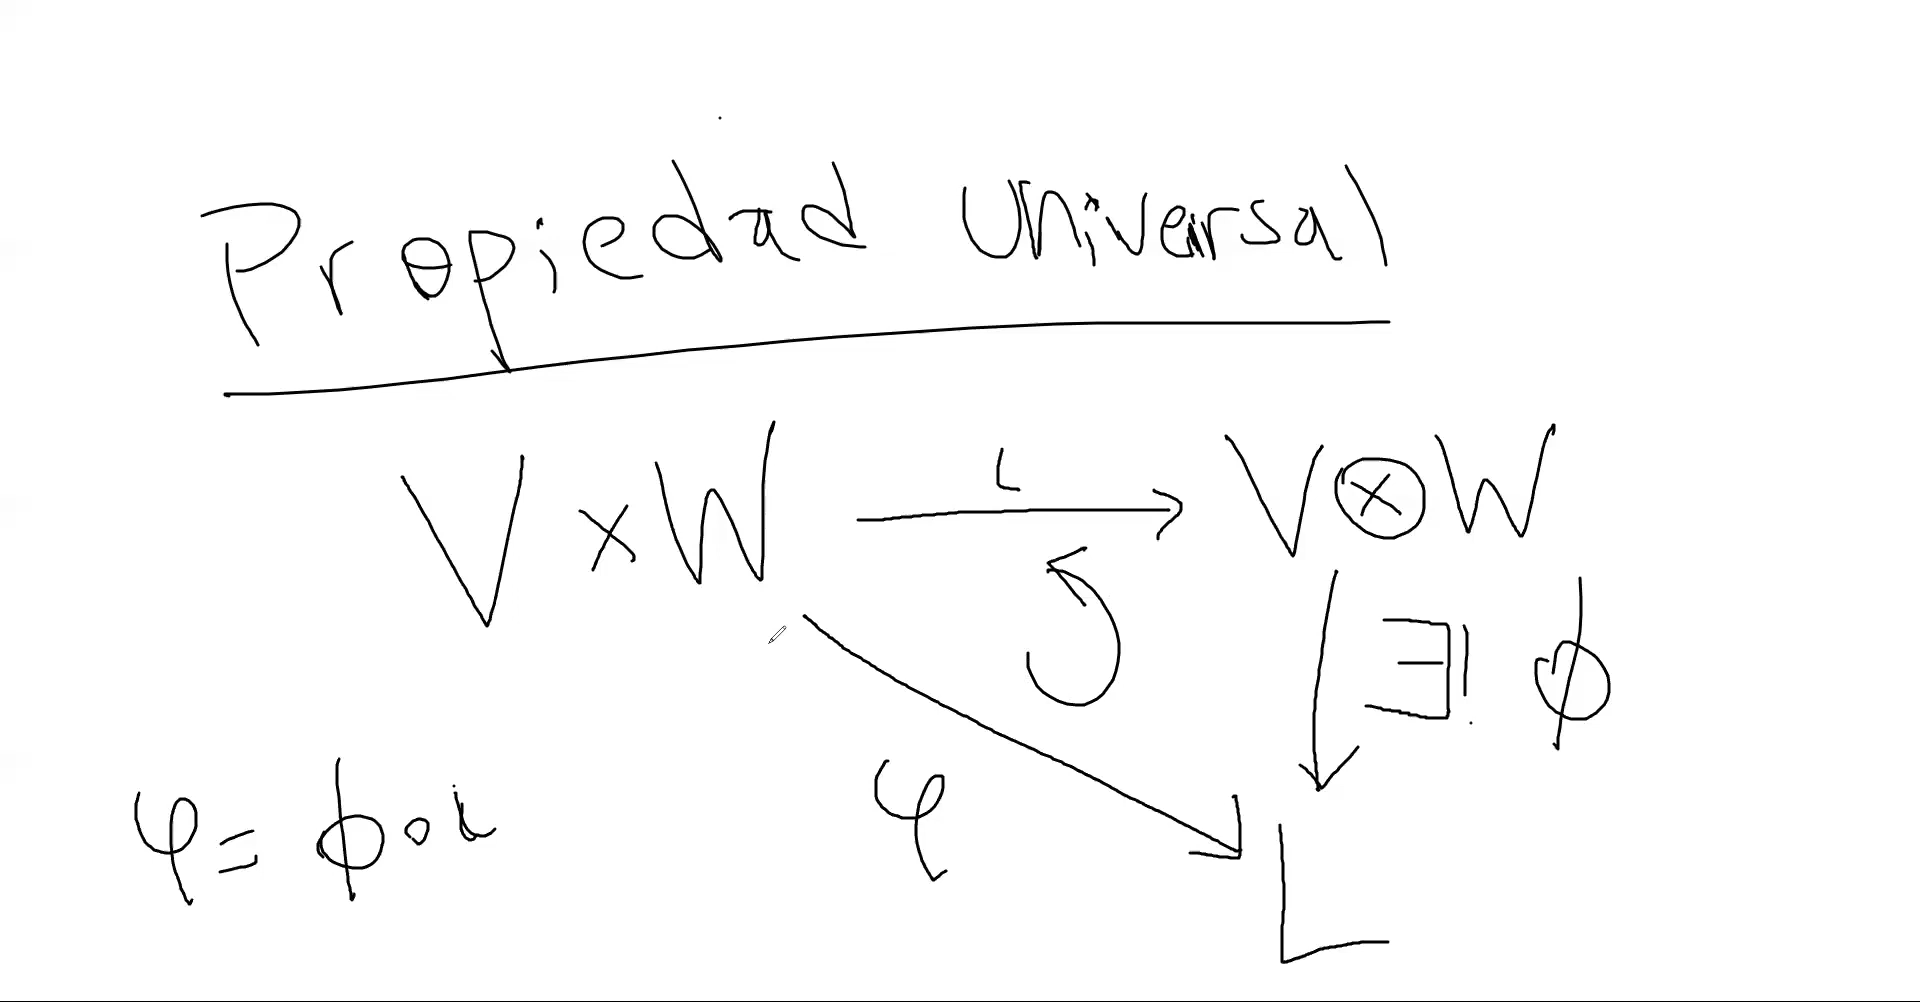 Propiedad Universal
V × W ι V ⊗ W
∃! ϕ
φ = ϕ ∘ ι φ
L